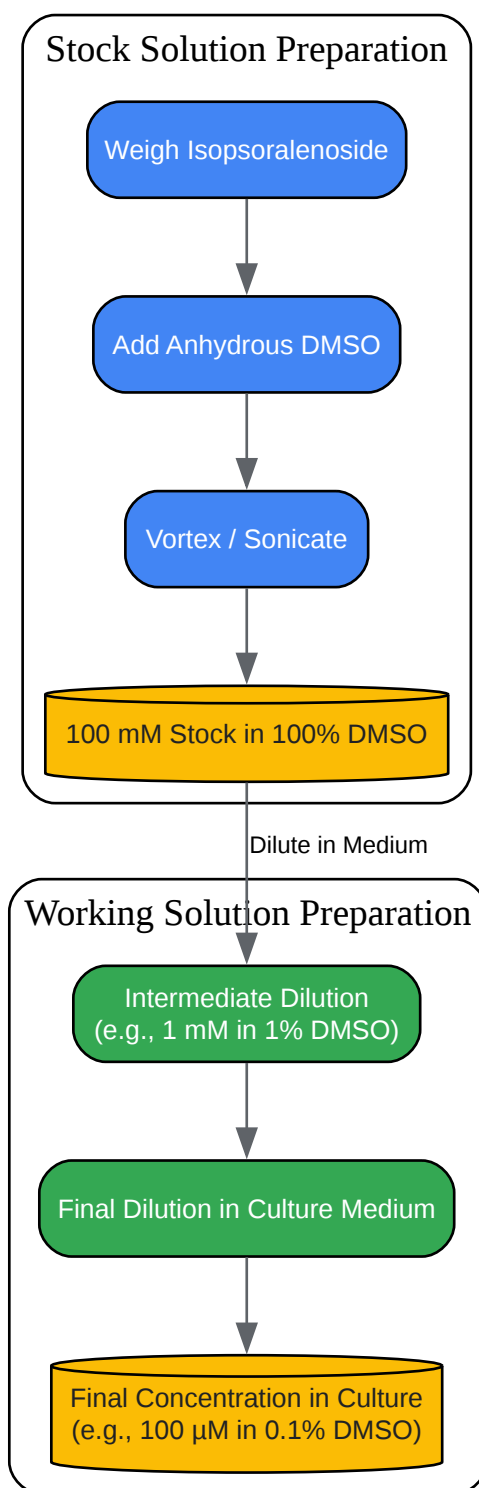 Stock Solution Preparation
Weigh Isopsoralenoside
Add Anhydrous DMSO
Vortex / Sonicate
100 mM Stock in 100% DMSO
Dilute in Medium
Working Solution Preparation
Intermediate Dilution
(e.g., 1 mM in 1% DMSO)
Final Dilution in Culture Medium
Final Concentration in Culture
(e.g., 100 µM in 0.1% DMSO)